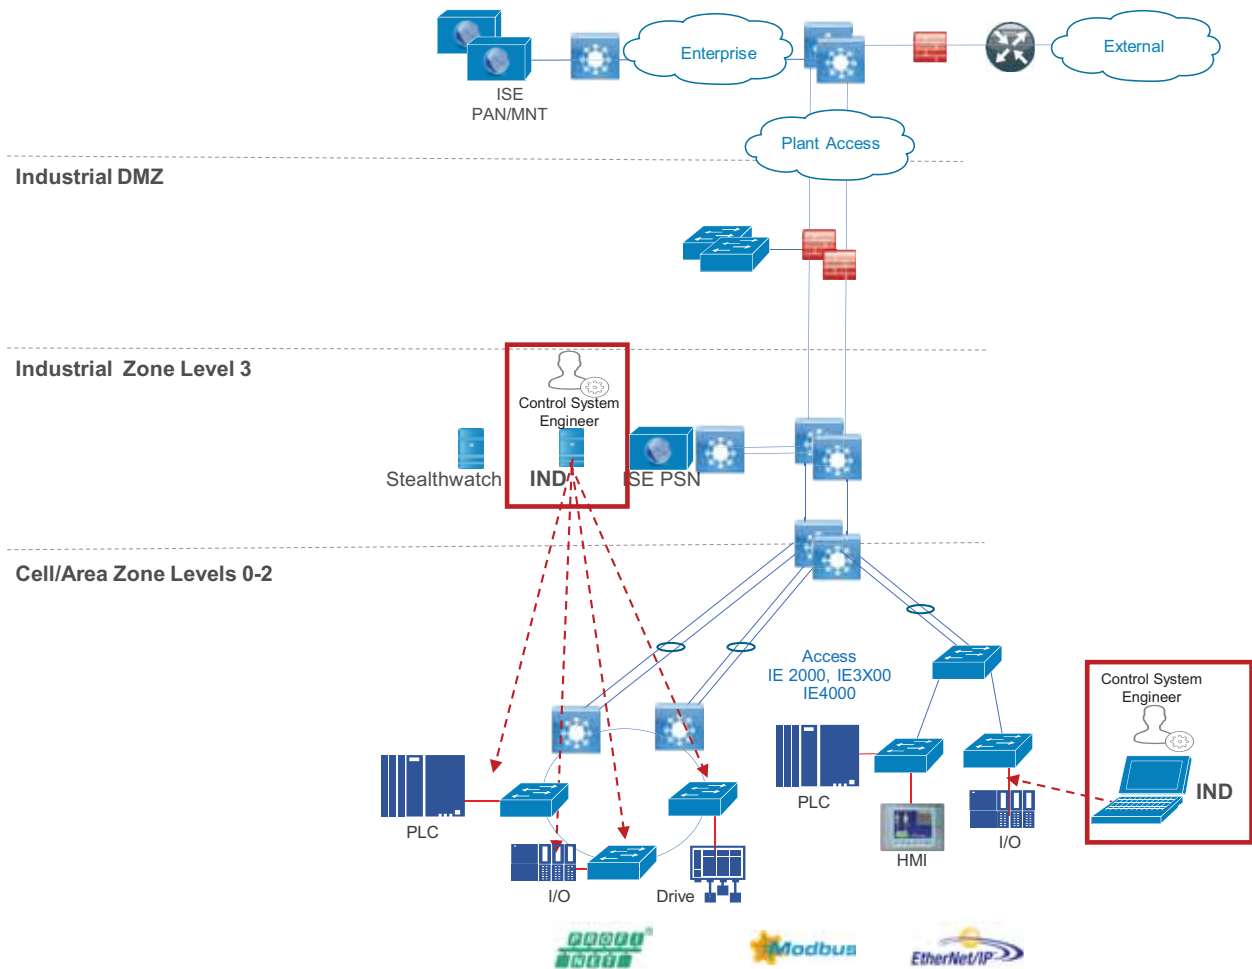 Enterprise
External
ISE
PAN/MNT
Plant Access
Industrial DMZ
Industrial Zone Level 3
Control System
Engineer
Stealthwatch
IND
ISE PSN
Cell/Area Zone Levels 0-2
Access
IE 2000, IE3X00
IE4000
Control System
Engineer
IND
PLC
PLC
HMI
I/O
I/O
Drive
PROFI
NET®
Modbus
EtherNet/IP